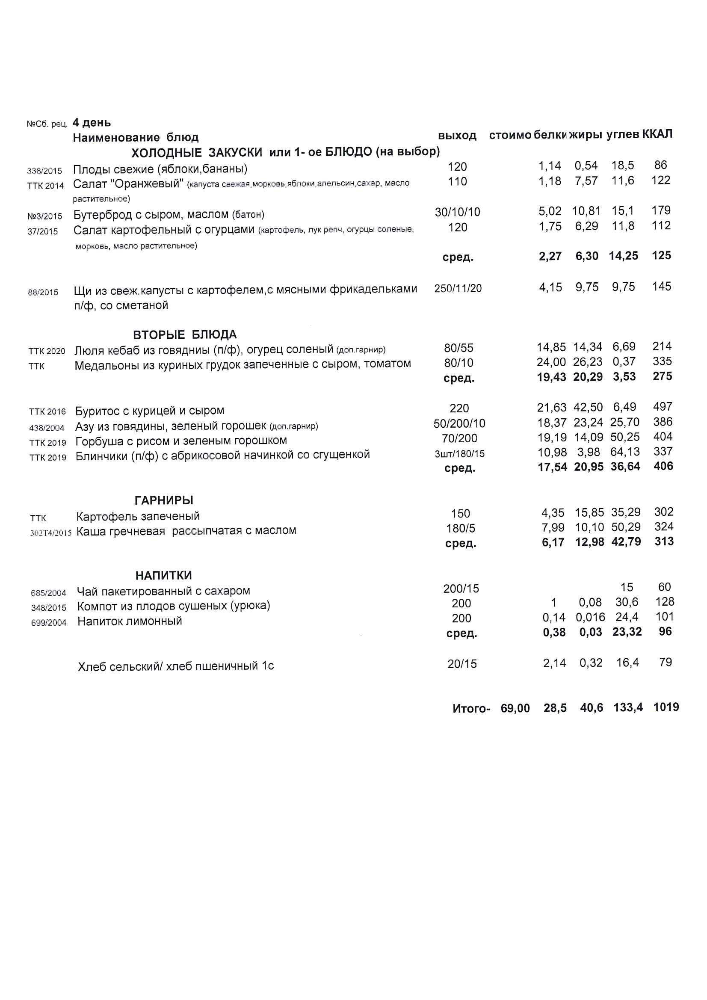 №Сб. рец. 4 день
Наименование блюд выход стоимо белки жиры углев ККАЛ
ХОЛОДНЫЕ ЗАКУСКИ или 1- ое БЛЮДО (на выбор)
338/2015 Плоды свежие (яблоки,бананы) 120 1,14 0,54 18,5 86
ТТК 2014 Салат "Оранжевый" (капуста свежая,морковь,яблоки,апельсин,сахар, масло 110 1,18 7,57 11,6 122
растительное)
№3/2015 Бутерброд с сыром, маслом (батон) 30/10/10 5,02 10,81 15,1 179
37/2015 Салат картофельный с огурцами (картофель, лук репч, огурцы соленые, 120 1,75 6,29 11,8 112
морковь, масло растительное)
сред. 2,27 6,30 14,25 125
88/2015 Щи из свеж.капусты с картофелем,с мясными фрикадельками 250/11/20 4,15 9,75 9,75 145
п/ф, со сметаной
ВТОРЫЕ БЛЮДА
ТТК 2020 Люля кебаб из говядниы (п/ф), огурец соленый (доп.гарнир) 80/55 14,85 14,34 6,69 214
ТТК Медальоны из куриных грудок запеченные с сыром, томатом 80/10 24,00 26,23 0,37 335
сред. 19,43 20,29 3,53 275
ТТК 2016 Буритос с курицей и сыром 220 21,63 42,50 6,49 497
438/2004 Азу из говядины, зеленый горошек (доп.гарнир) 50/200/10 18,37 23,24 25,70 386
ТТК 2019 Горбуша с рисом и зеленым горошком 70/200 19,19 14,09 50,25 404
ТТК 2019 Блинчики (п/ф) с абрикосовой начинкой со сгущенкой 3шт/180/15 10,98 3,98 64,13 337
сред. 17,54 20,95 36,64 406
ГАРНИРЫ
ТТК Картофель запеченый 150 4,35 15,85 35,29 302
302Т4/2015 Каша гречневая рассыпчатая с маслом 180/5 7,99 10,10 50,29 324
сред. 6,17 12,98 42,79 313
НАПИТКИ
685/2004 Чай пакетированный с сахаром 200/15 15 60
348/2015 Компот из плодов сушеных (урюка) 200 1 0,08 30,6 128
699/2004 Напиток лимонный 200 0,14 0,016 24,4 101
сред. 0,38 0,03 23,32 96
Хлеб сельский/ хлеб пшеничный 1с 20/15 2,14 0,32 16,4 79
Итого- 69,00 28,5 40,6 133,4 1019